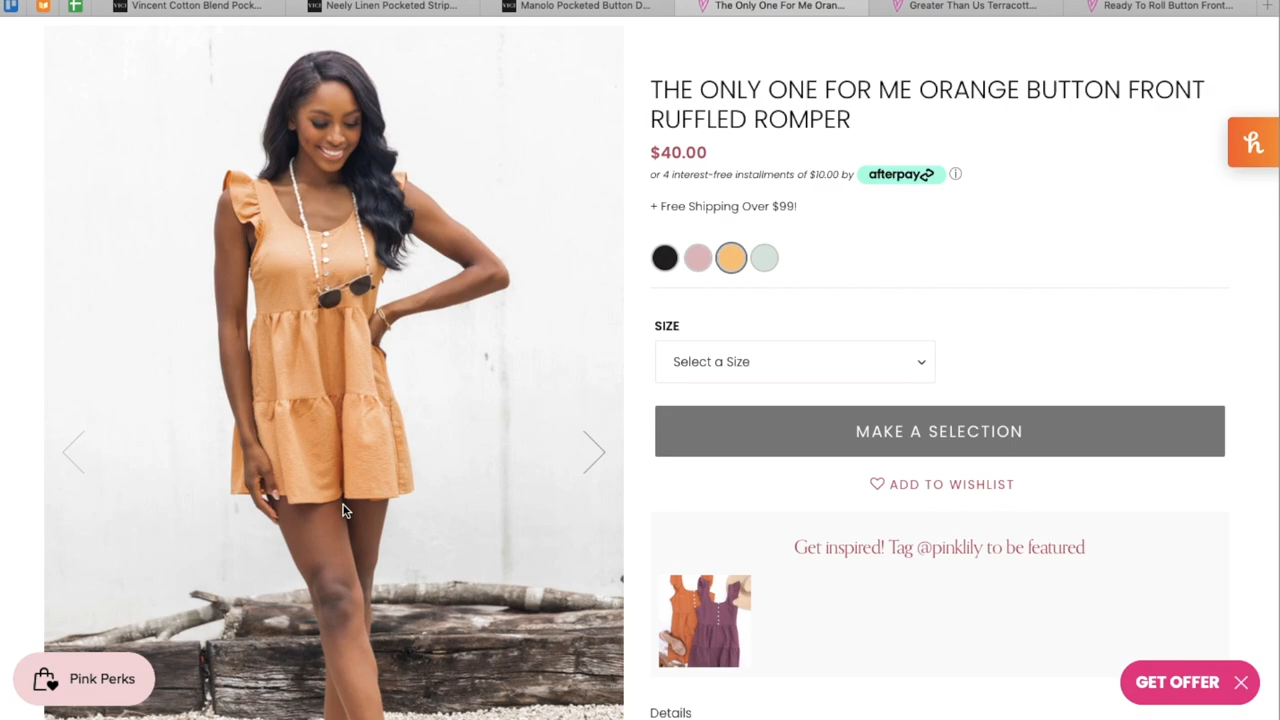 Vincent Cotton Blend Pock...
Neely Linen Pocketed Strip...
Manolo Pocketed Button D...
The Only One For Me Oran...
Greater Than Us Terracott...
Ready To Roll Button Front...
THE ONLY ONE FOR ME ORANGE BUTTON FRONT
RUFFLED ROMPER
$40.00
or 4 interest-free installments of $10.00 by afterpay
+ Free Shipping Over $99!
SIZE
Select a Size
MAKE A SELECTION
ADD TO WISHLIST
Get inspired! Tag @pinklily to be featured
Pink Perks
GET OFFER
Details